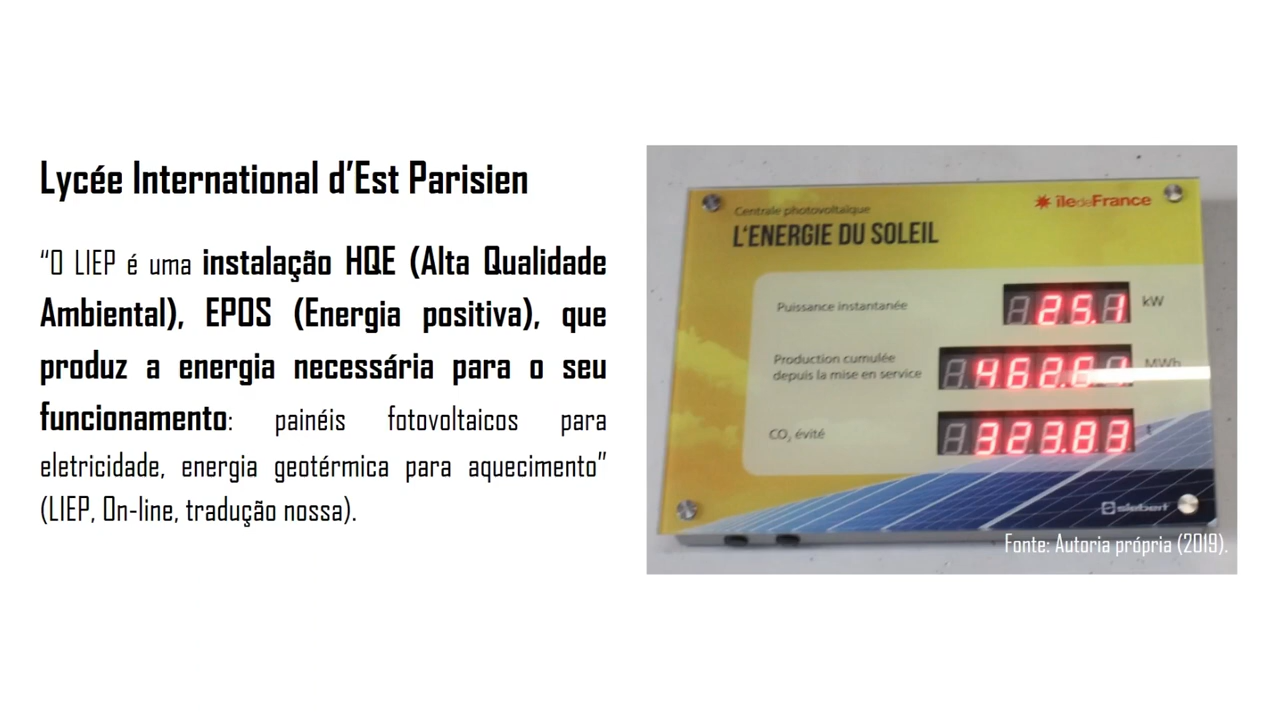 Lycée International d’Est Parisien
“O LIEP é uma instalação HQE (Alta Qualidade
Ambiental), EPOS (Energia positiva), que
produz a energia necessária para o seu
funcionamento: painéis fotovoltaicos para
eletricidade, energia geotérmica para aquecimento”
(LIEP, On-line, tradução nossa).
îledeFrance
Centrale photovoltaïque
L'ENERGIE DU SOLEIL
Puissance instantanée 25.1 kW
Production cumulée
depuis la mise en service 462.61 MWh
CO₂ évité 323.83 t
siebert
Fonte: Autoria própria (2019).